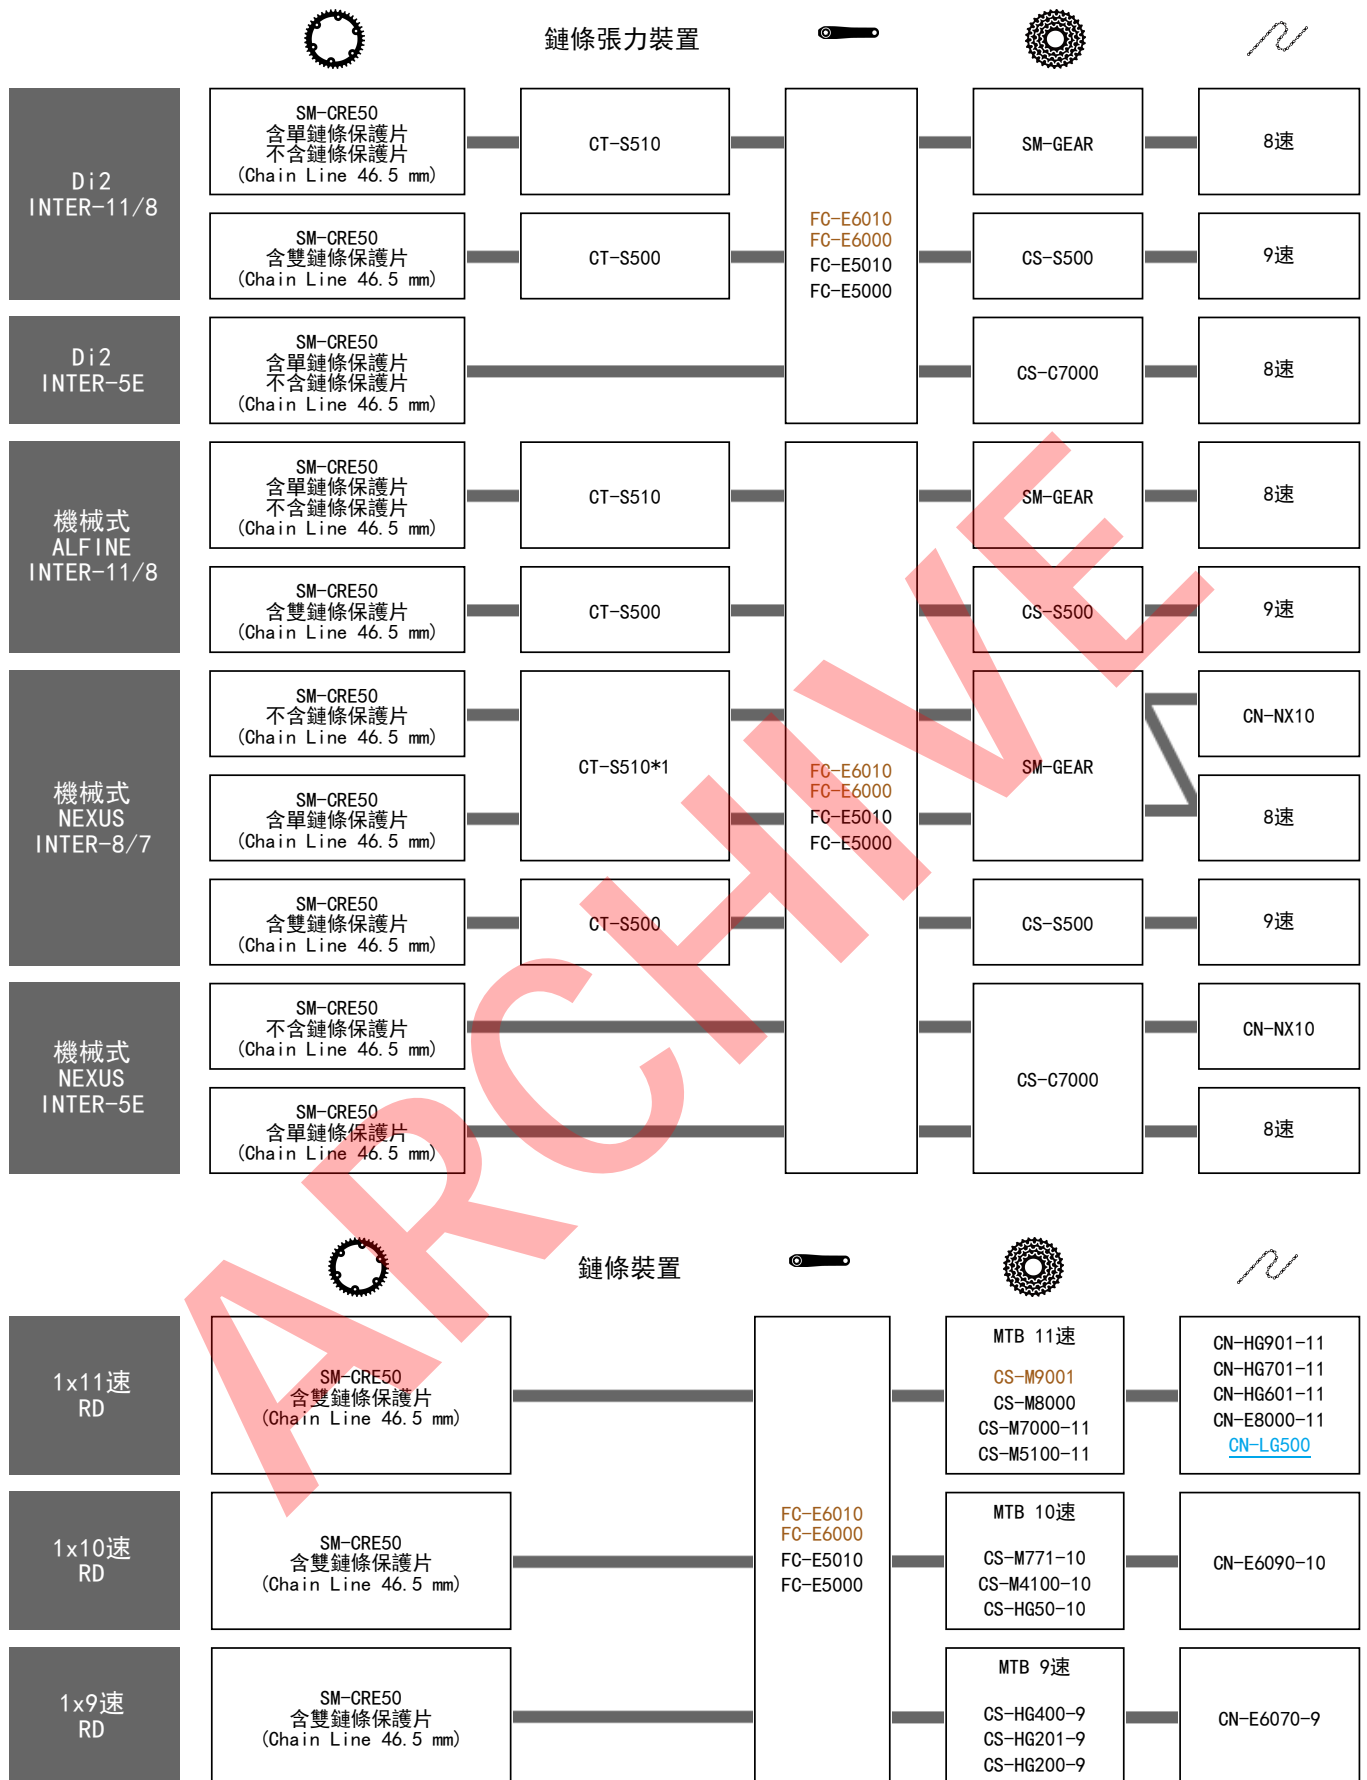 鏈條張力裝置
Di2
INTER-11/8
SM-CRE50
含單鏈條保護片
不含鏈條保護片
(Chain Line 46.5 mm)
CT-S510
SM-GEAR
8速
SM-CRE50
含雙鏈條保護片
(Chain Line 46.5 mm)
CT-S500
FC-E6010
FC-E6000
FC-E5010
FC-E5000
CS-S500
9速
Di2
INTER-5E
SM-CRE50
含單鏈條保護片
不含鏈條保護片
(Chain Line 46.5 mm)
CS-C7000
8速
機械式
ALFINE
INTER-11/8
SM-CRE50
含單鏈條保護片
不含鏈條保護片
(Chain Line 46.5 mm)
CT-S510
SM-GEAR
8速
SM-CRE50
含雙鏈條保護片
(Chain Line 46.5 mm)
CT-S500
CS-S500
9速
機械式
NEXUS
INTER-8/7
SM-CRE50
不含鏈條保護片
(Chain Line 46.5 mm)
CT-S510*1
FC-E6010
FC-E6000
FC-E5010
FC-E5000
SM-GEAR
CN-NX10
SM-CRE50
含單鏈條保護片
(Chain Line 46.5 mm)
8速
SM-CRE50
含雙鏈條保護片
(Chain Line 46.5 mm)
CT-S500
CS-S500
9速
機械式
NEXUS
INTER-5E
SM-CRE50
不含鏈條保護片
(Chain Line 46.5 mm)
CS-C7000
CN-NX10
SM-CRE50
含單鏈條保護片
(Chain Line 46.5 mm)
8速
ARCHIVE
鏈條裝置
1x11速
RD
SM-CRE50
含雙鏈條保護片
(Chain Line 46.5 mm)
MTB 11速
CS-M9001
CS-M8000
CS-M7000-11
CS-M5100-11
CN-HG901-11
CN-HG701-11
CN-HG601-11
CN-E8000-11
CN-LG500
1x10速
RD
SM-CRE50
含雙鏈條保護片
(Chain Line 46.5 mm)
FC-E6010
FC-E6000
FC-E5010
FC-E5000
MTB 10速
CS-M771-10
CS-M4100-10
CS-HG50-10
CN-E6090-10
1x9速
RD
SM-CRE50
含雙鏈條保護片
(Chain Line 46.5 mm)
MTB 9速
CS-HG400-9
CS-HG201-9
CS-HG200-9
CN-E6070-9